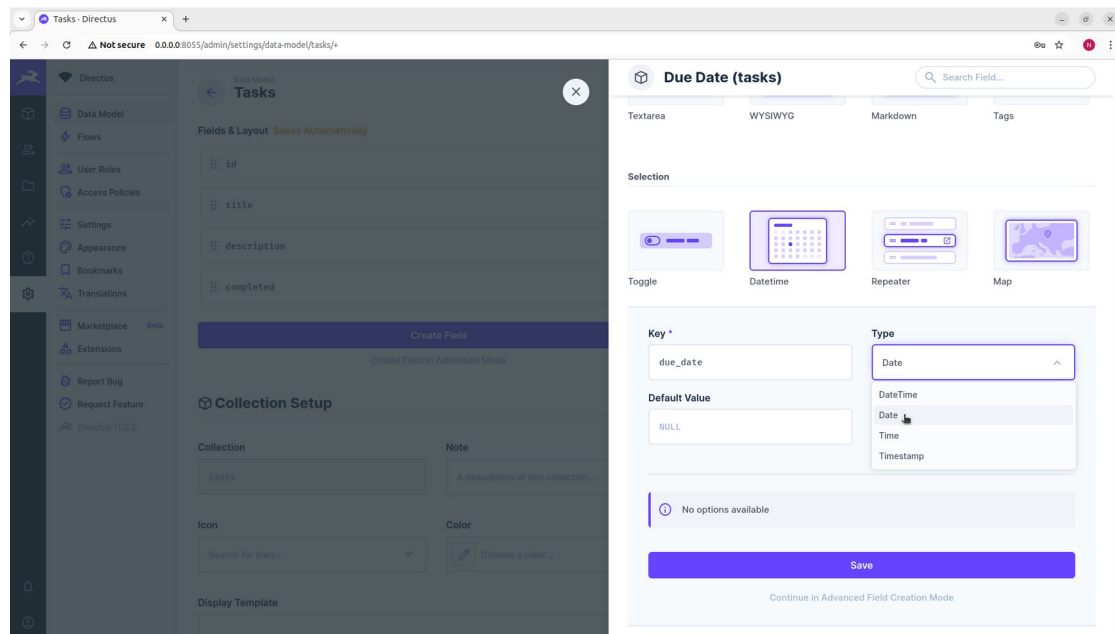 Tasks · Directus
Not secure 0.0.0.0:8055/admin/settings/data-model/tasks/+
N
Directus
Data Model
Flows
User Roles
Access Policies
Settings
Appearance
Bookmarks
Translations
Marketplace Beta
Extensions
Report Bug
Request Feature
Directus 11.0.2
Data Model
Tasks
Fields & Layout Saves Automatically
id
title
description
completed
Create Field
Create Field in Advanced Mode
Collection Setup
Collection Note
tasks A description of this collection...
Icon Color
Search for icon... Choose a color...
Display Template
Due Date (tasks)
Search Field...
Textarea WYSIWYG Markdown Tags
Selection
Toggle Datetime Repeater Map
Key * Type
due_date Date
Default Value
NULL
DateTime
Date
Time
Timestamp
No options available
Save
Continue in Advanced Field Creation Mode